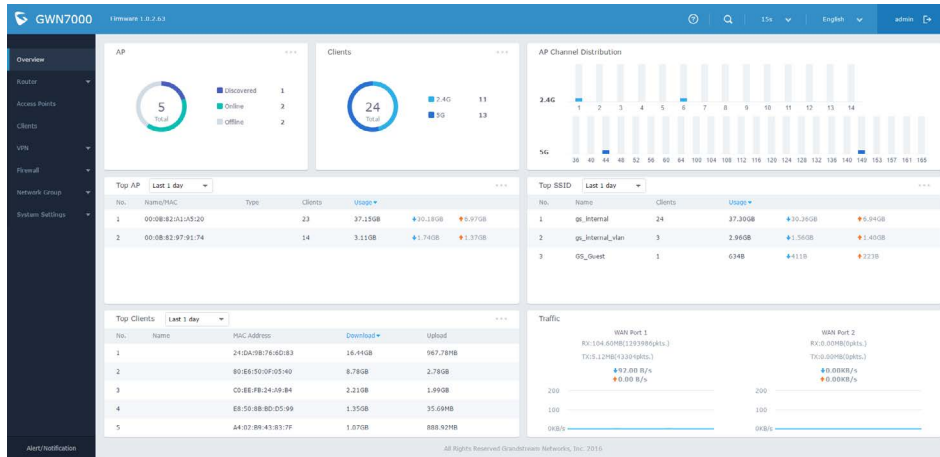 GWN7000 Firmware 1.0.2.63 15s English admin
Overview
Router
Access Points
Clients
VPN
Firewall
Network Group
System Settings
Alert/Notification
AP
5
Total
Discovered 1
Online 2
Offline 2
Clients
24
Total
2.4G 11
5G 13
AP Channel Distribution
2.4G
1 2 3 4 5 6 7 8 9 10 11 12 13 14
5G
36 40 44 48 52 56 60 64 100 104 108 112 116 120 124 128 132 136 140 149 153 157 161 165
Top AP Last 1 day
No. Name/MAC Type Clients Usage
1 00:0B:82:A1:A5:20 23 37.15GB 30.18GB 6.97GB
2 00:0B:82:97:91:74 14 3.11GB 1.74GB 1.37GB
Top SSID Last 1 day
No. Name Clients Usage
1 gs_internal 24 37.30GB 30.36GB 6.94GB
2 gs_internal_vlan 3 2.96GB 1.56GB 1.40GB
3 GS_Guest 1 634B 411B 223B
Top Clients Last 1 day
No. Name MAC Address Download Upload
1 24:DA:9B:76:6D:83 16.44GB 967.78MB
2 80:E6:50:0F:05:40 8.78GB 2.78GB
3 C0:EE:FB:24:A9:B4 2.21GB 1.99GB
4 E8:50:8B:BD:D5:99 1.35GB 35.69MB
5 A4:02:B9:43:83:7F 1.07GB 888.92MB
Traffic
WAN Port 1
RX:104.60MB(1293986pkts.)
TX:5.12MB(43304pkts.)
92.00 B/s
0.00 B/s
200
100
0KB/s
WAN Port 2
RX:0.00MB(0pkts.)
TX:0.00MB(0pkts.)
0.00KB/s
0.00KB/s
200
100
0KB/s
All Rights Reserved Grandstream Networks, Inc. 2016